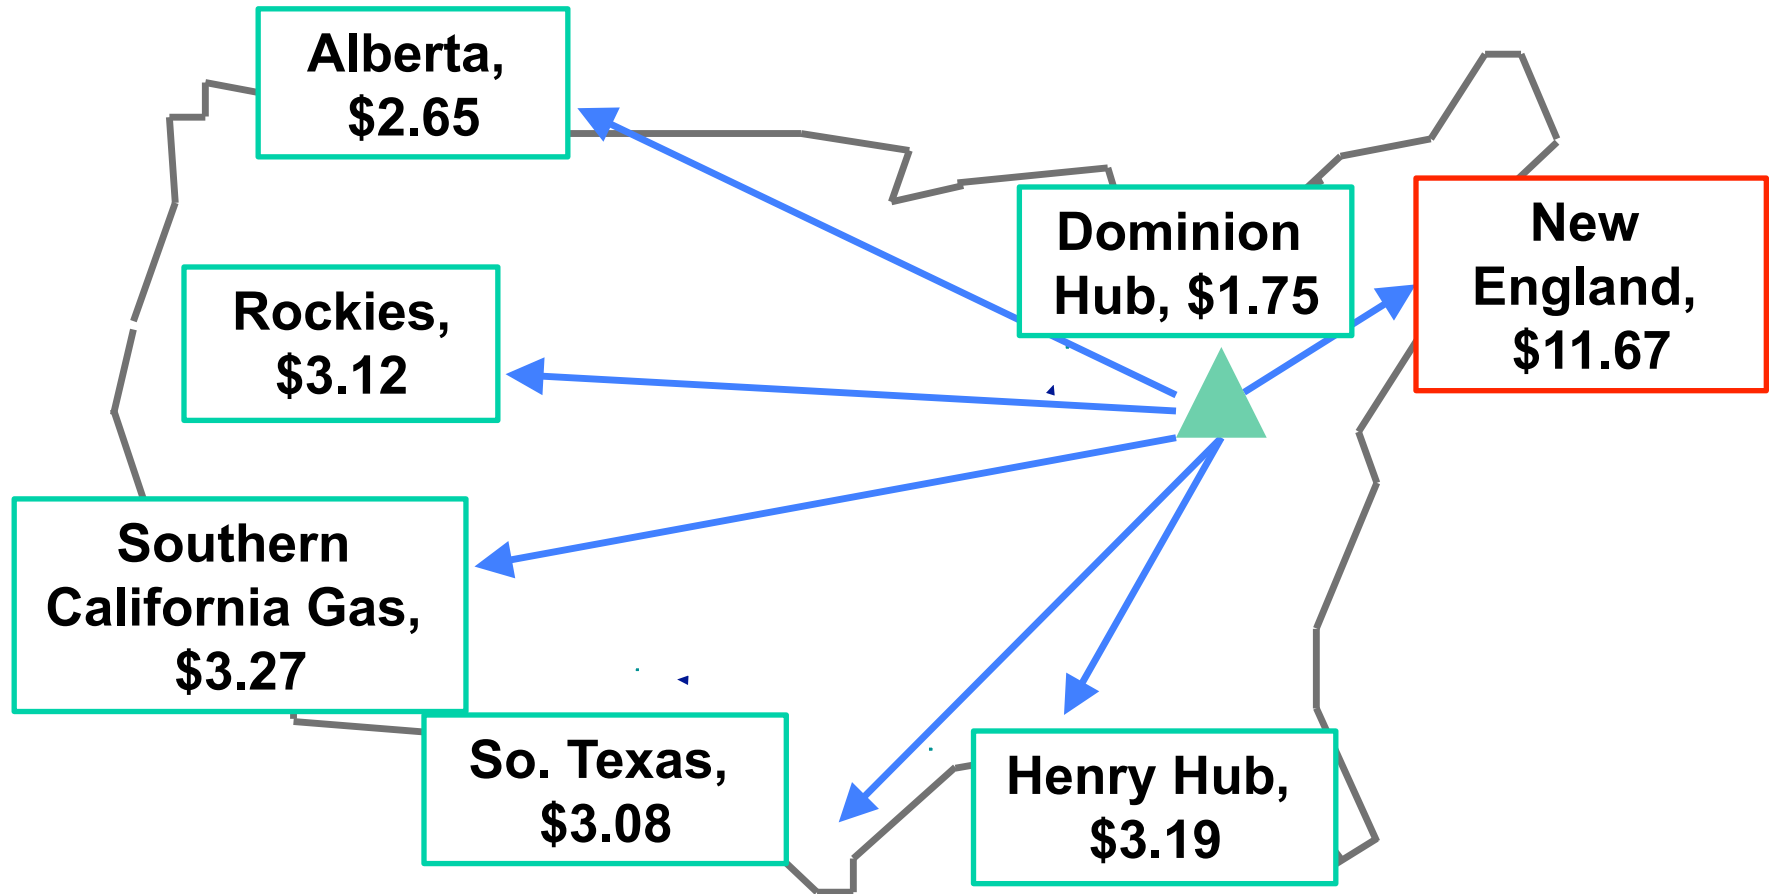 Alberta,
$2.65
Dominion
Hub, $1.75
New
England,
$11.67
Rockies,
$3.12
Southern
California Gas,
$3.27
So. Texas,
$3.08
Henry Hub,
$3.19